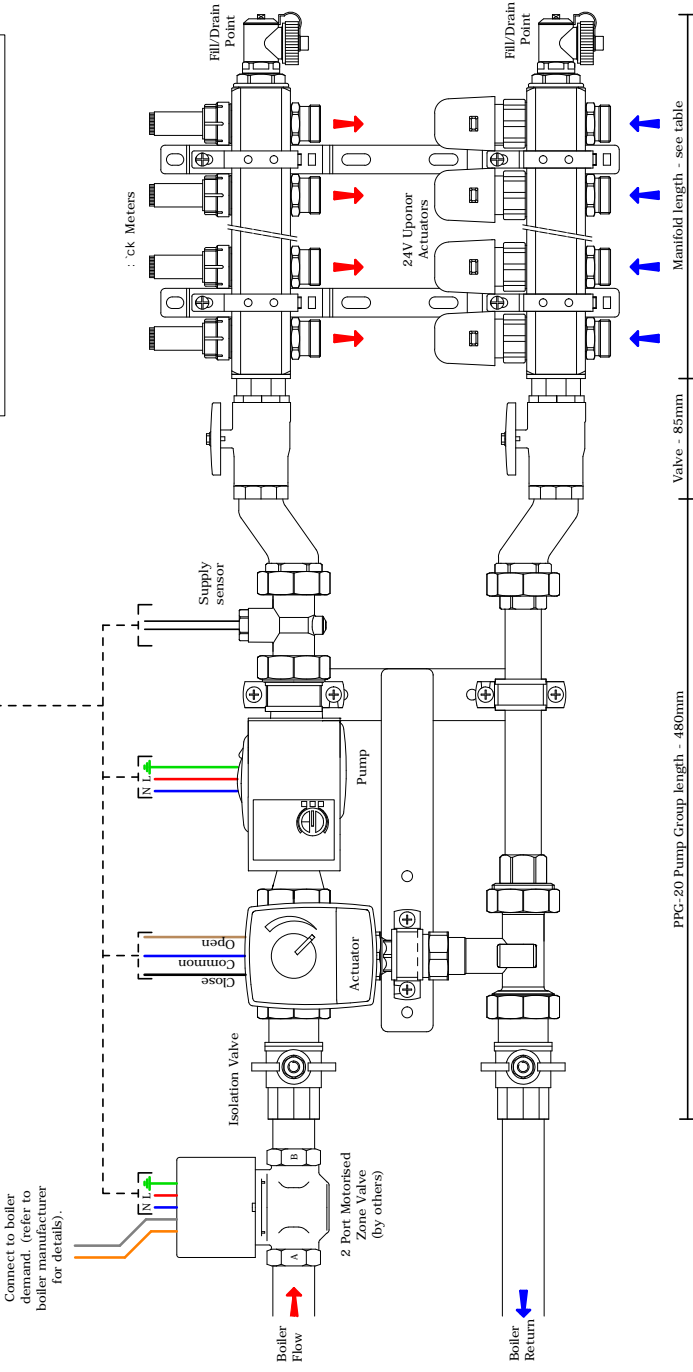 Connect to boiler
demand. (refer to
boiler manufacturer
for details).
N L
Close
Common
Open
N L
Supply
sensor
Meters
Fill/Drain
Point
Boiler
Flow
A
B
2 Port Motorised
Zone Valve
(by others)
Isolation Valve
Actuator
Pump
24V Uponor
Actuators
Fill/Drain
Point
Boiler
Return
PPG-20 Pump Group length - 480mm
Valve - 85mm
Manifold length - see table